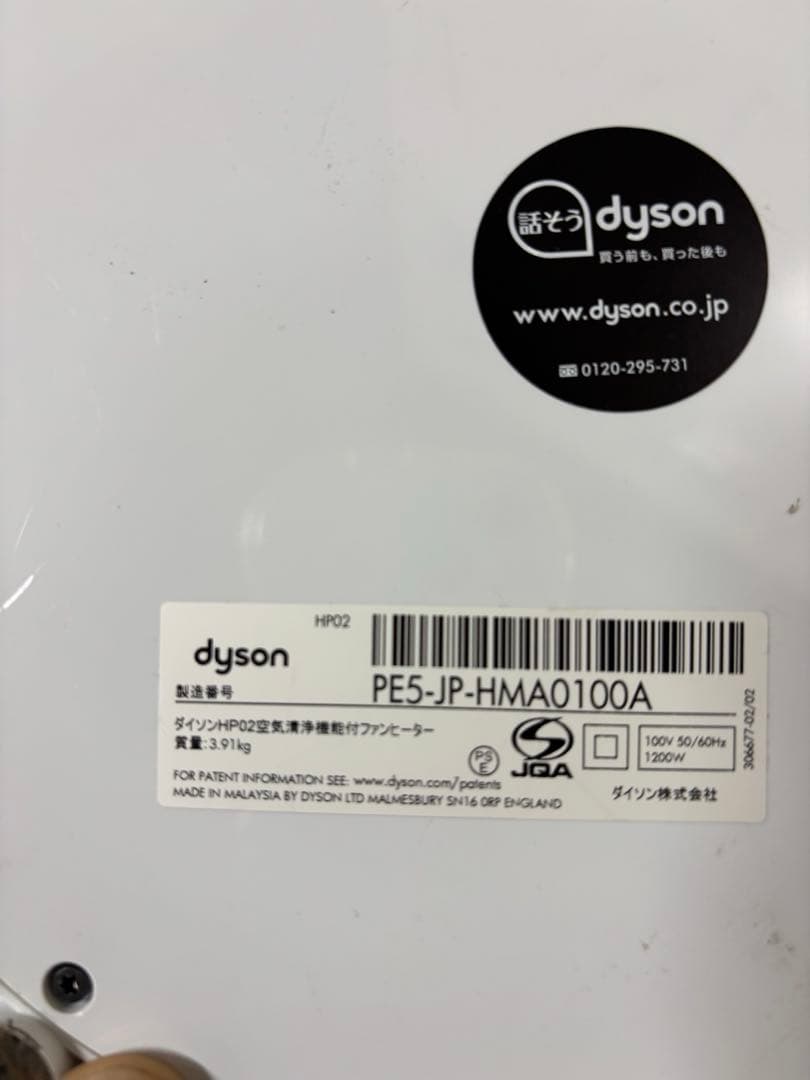 話そう dyson
買う前も、買った後も
www.dyson.co.jp
0120-295-731
HP02
dyson
製造番号
PE5-JP-HMA0100A
ダイソンHP02空気清浄機能付ファンヒーター
質量:3.91kg
PS
E
JQA
100V 50/60Hz
1200W
306677-02/02
FOR PATENT INFORMATION SEE: www.dyson.com/patents
MADE IN MALAYSIA BY DYSON LTD MALMESBURY SN16 0RP ENGLAND
ダイソン株式会社